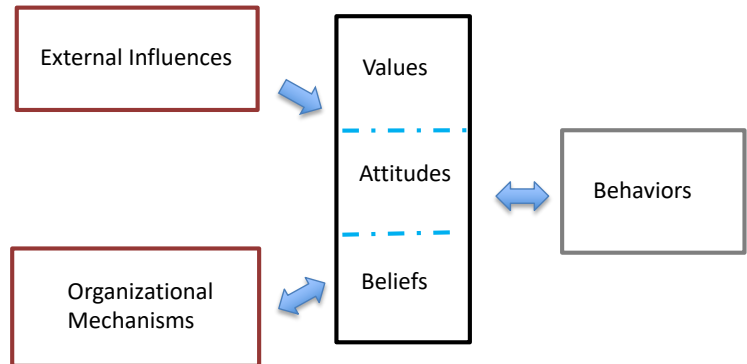 External Influences
Values
Attitudes
Behaviors
Beliefs
Organizational
Mechanisms